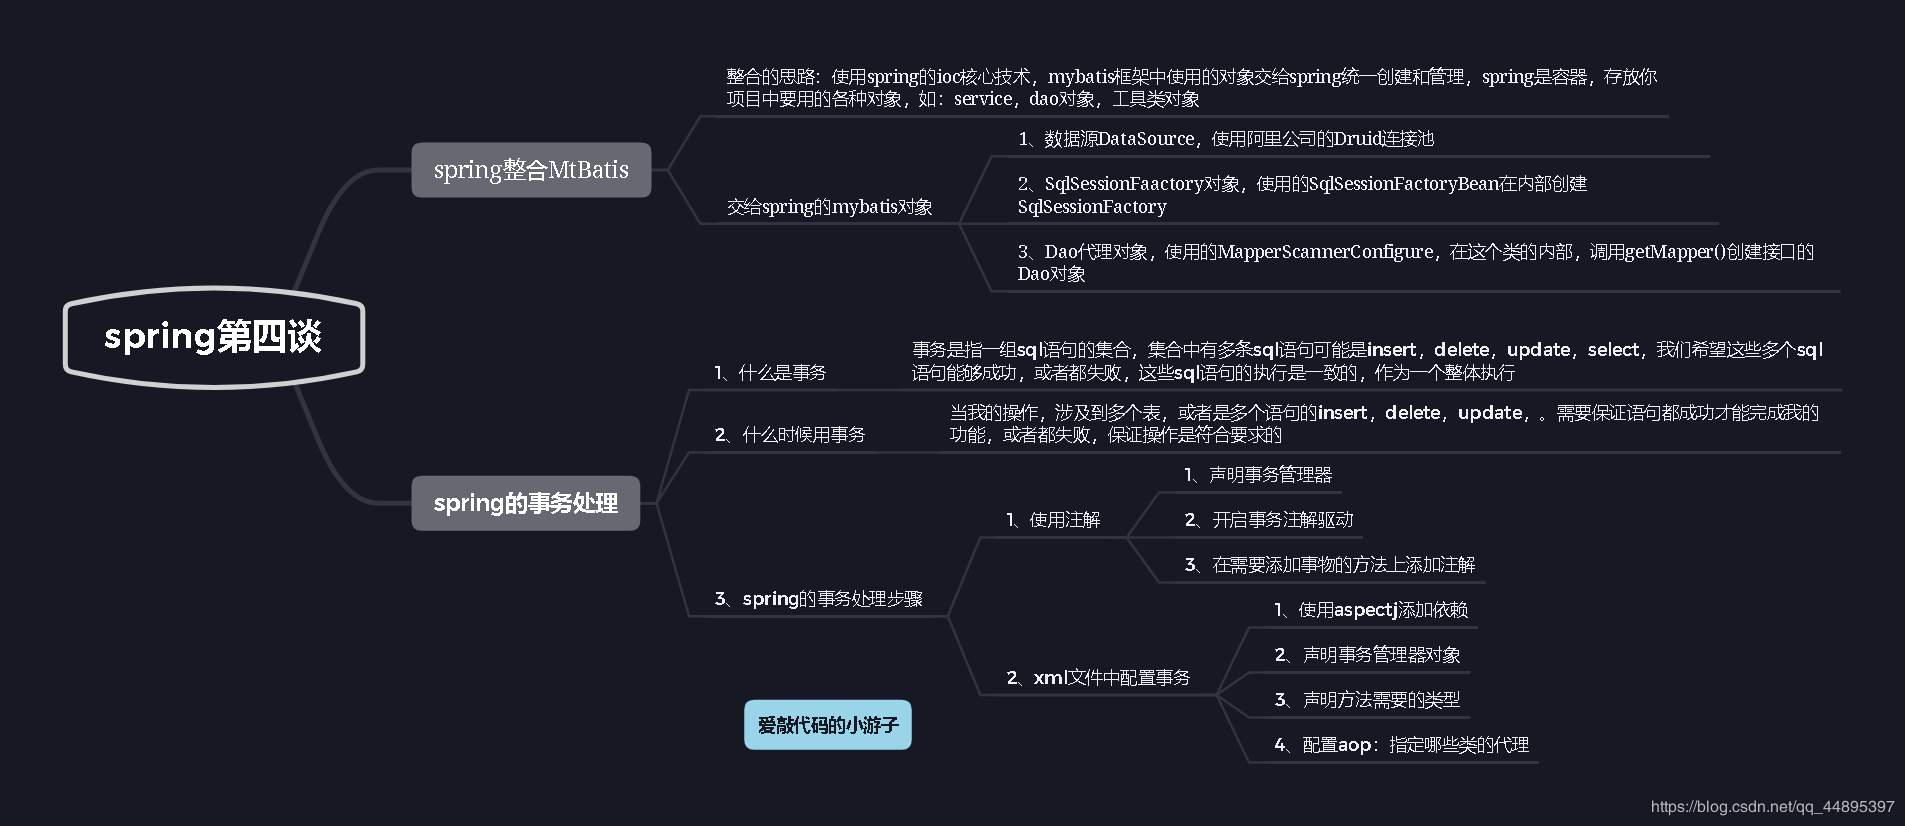 spring第四谈
spring整合MtBatis
整合的思路：使用spring的ioc核心技术，mybatis框架中使用的对象交给spring统一创建和管理，spring是容器，存放你
项目中要用的各种对象，如：service，dao对象，工具类对象
交给spring的mybatis对象
1、数据源DataSource，使用阿里公司的Druid连接池
2、SqlSessionFaactory对象，使用的SqlSessionFactoryBean在内部创建
SqlSessionFactory
3、Dao代理对象，使用的MapperScannerConfigure，在这个类的内部，调用getMapper()创建接口的
Dao对象
spring的事务处理
1、什么是事务
事务是指一组sql语句的集合，集合中有多条sql语句可能是insert，delete，update，select，我们希望这些多个sql
语句能够成功，或者都失败，这些sql语句的执行是一致的，作为一个整体执行
2、什么时候用事务
当我的操作，涉及到多个表，或者是多个语句的insert，delete，update，。需要保证语句都成功才能完成我的
功能，或者都失败，保证操作是符合要求的
3、spring的事务处理步骤
1、使用注解
1、声明事务管理器
2、开启事务注解驱动
3、在需要添加事物的方法上添加注解
2、xml文件中配置事务
1、使用aspectj添加依赖
2、声明事务管理器对象
3、声明方法需要的类型
4、配置aop：指定哪些类的代理
爱敲代码的小游子
https://blog.csdn.net/qq_44895397